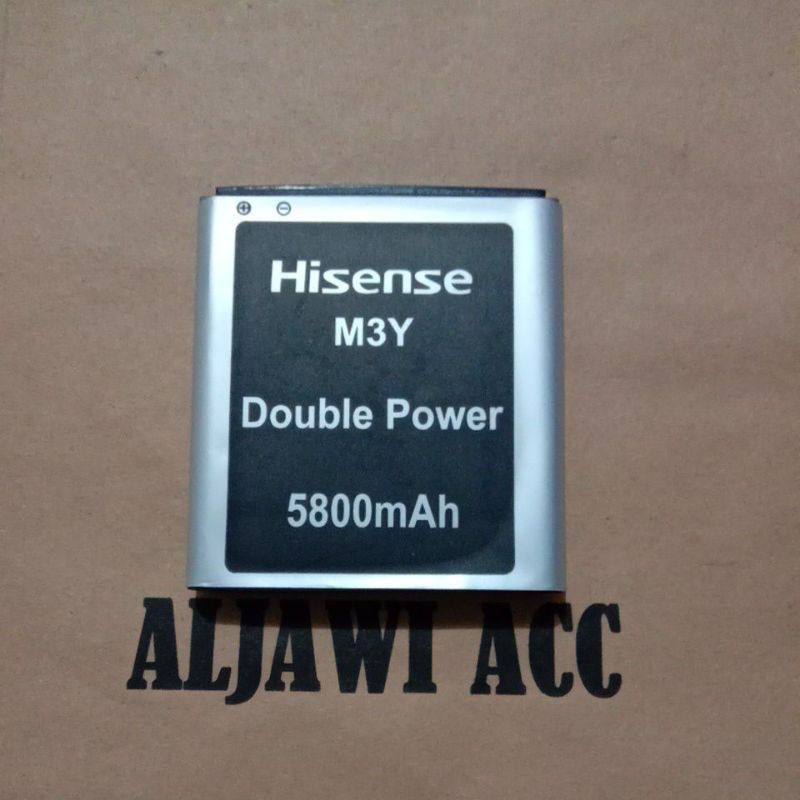 Hisense
M3Y
Double Power
5800mAh
ALJAWI ACC